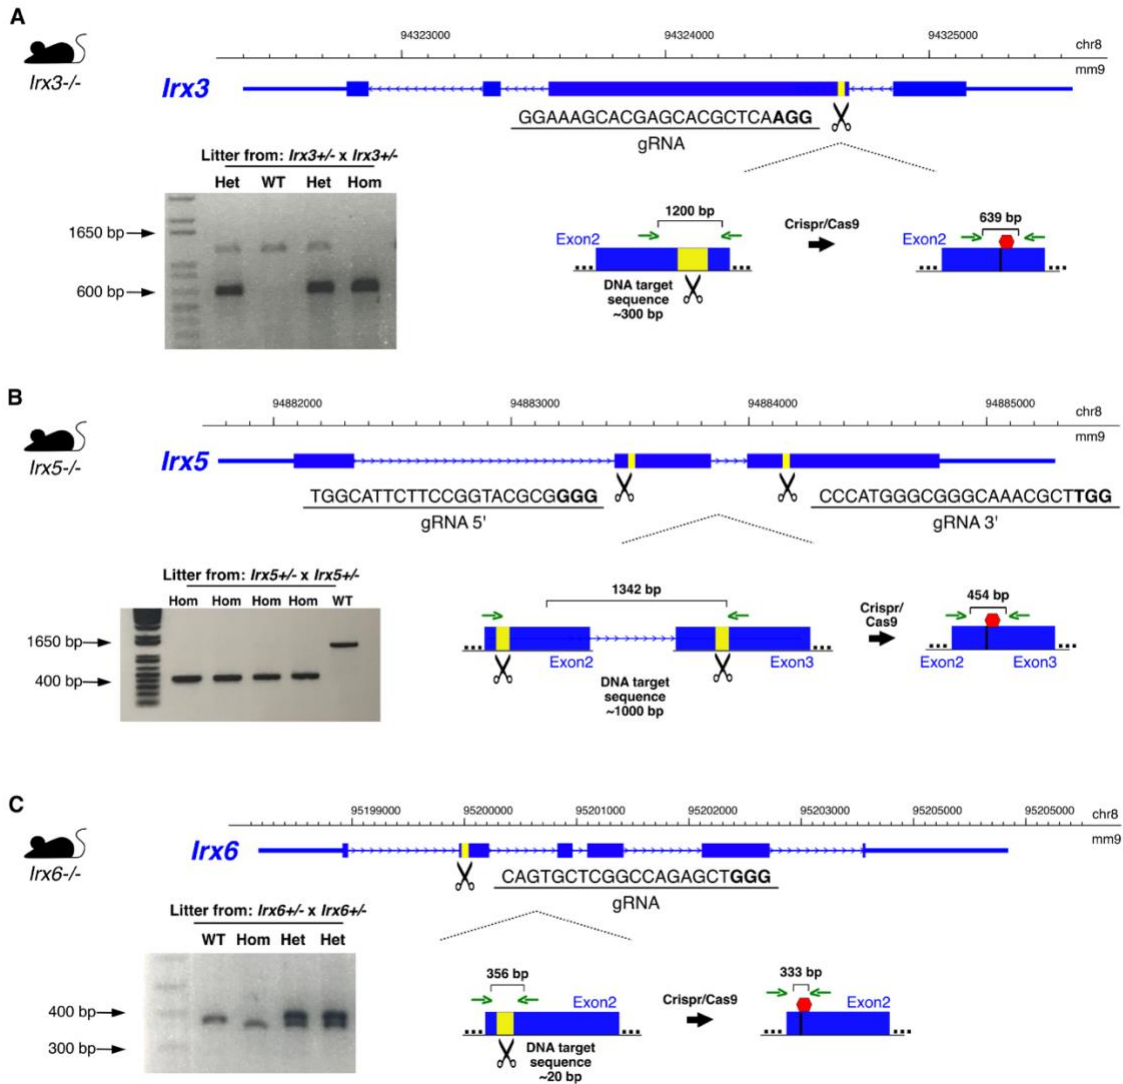 A
94323000 94324000 94325000
chr8
mm9
Irx3-/-
Irx3
GGAAAGCACGAGCACGCTCAAGG
gRNA
Litter from: Irx3+/- x Irx3+/-
Het WT Het Hom
1650 bp
600 bp
1200 bp
Exon2
DNA target
sequence
~300 bp
Crispr/Cas9
639 bp
Exon2
B
94882000 94883000 94884000 94885000
chr8
mm9
Irx5-/-
Irx5
TGGCATTCTTCCGGTACGCGGGG
gRNA 5'
CCCATGGGCGGGCAAACGCTTGG
gRNA 3'
Litter from: Irx5+/- x Irx5+/-
Hom Hom Hom Hom WT
1650 bp
400 bp
1342 bp
Exon2 Exon3
DNA target
sequence
~1000 bp
Crispr/
Cas9
454 bp
Exon2 Exon3
C
95199000 95200000 95201000 95202000 95203000 95205000 95205000
chr8
mm9
Irx6-/-
Irx6
CAGTGCTCGGCCAGAGCTGGG
gRNA
Litter from: Irx6+/- x Irx6+/-
WT Hom Het Het
400 bp
300 bp
356 bp
Exon2
DNA target
sequence
~20 bp
Crispr/Cas9
333 bp
Exon2